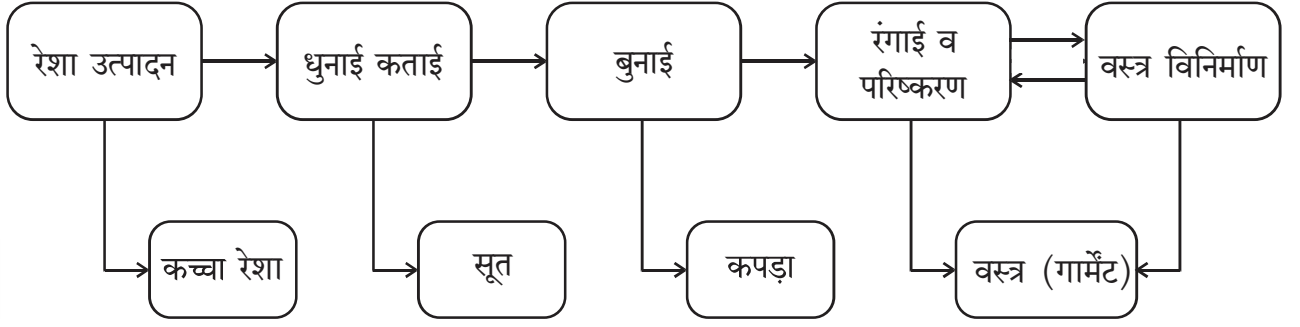 रेशा उत्पादन
धुनाई कताई
बुनाई
रंगाई व
परिष्करण
वस्त्र विनिर्माण
कच्चा रेशा
सूत
कपड़ा
वस्त्र (गार्मेंट)